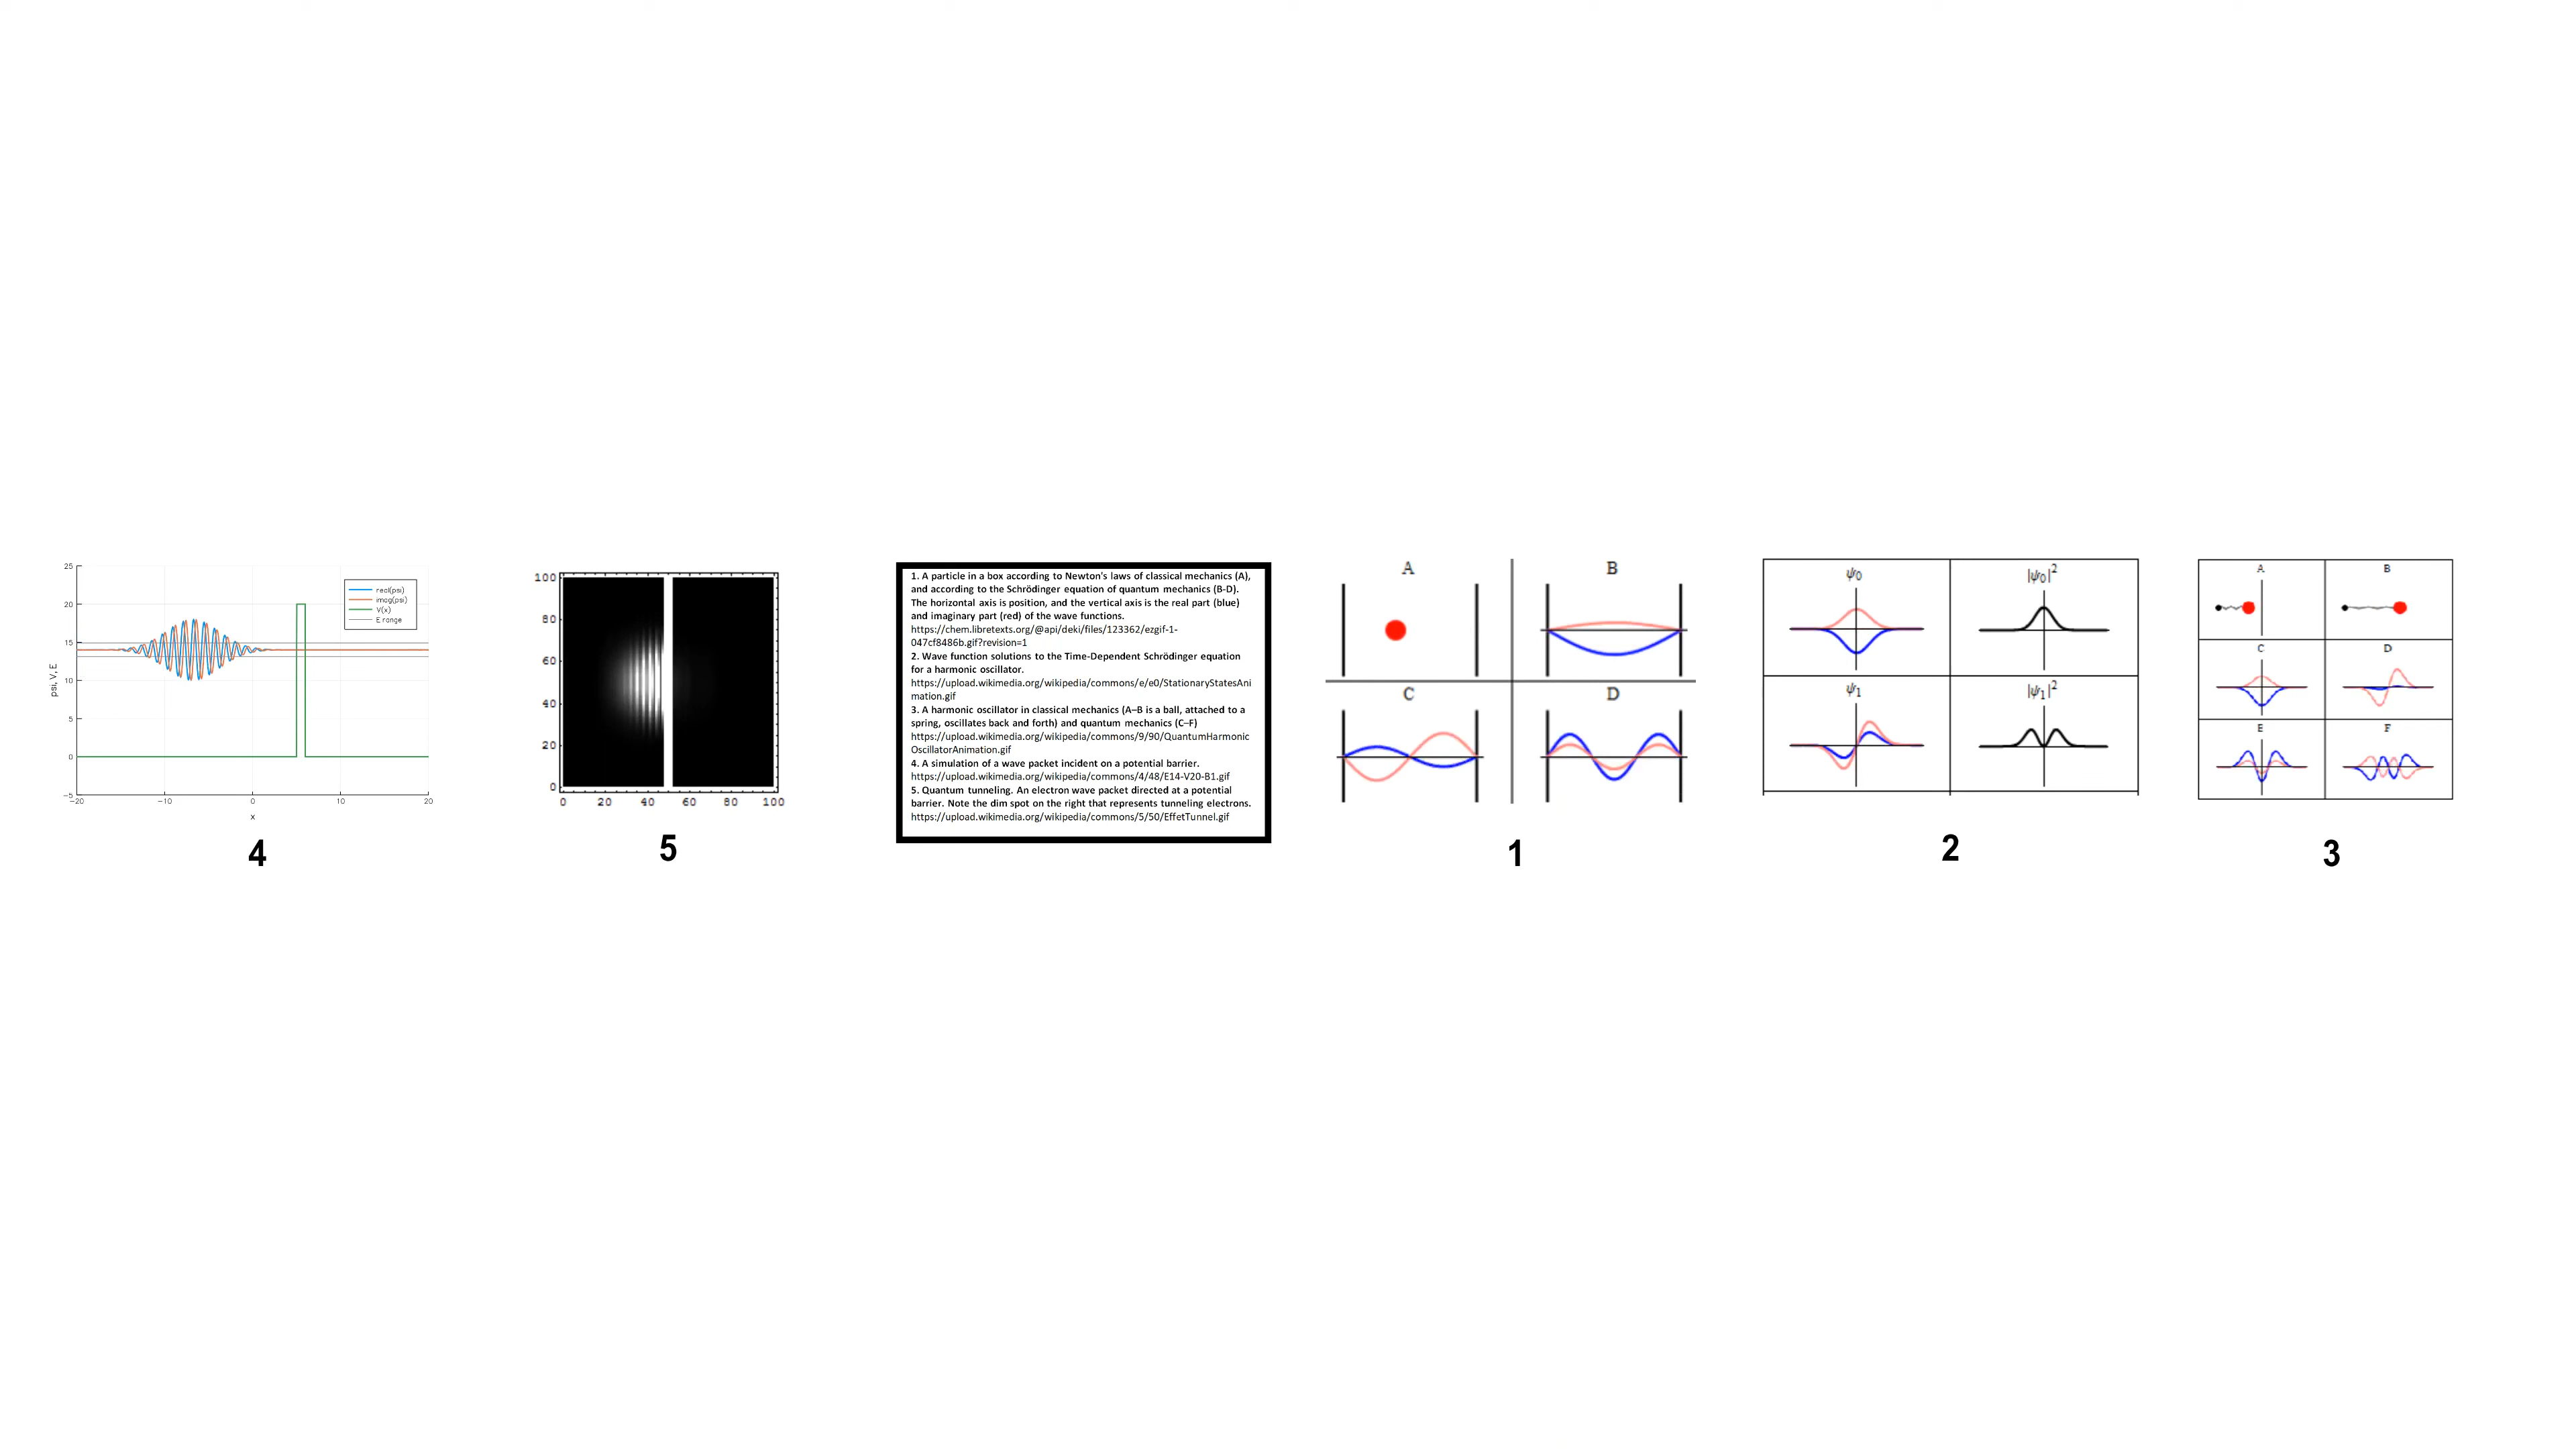 25
20
15
10
5
0
−5
−20
−10
0
10
20
psi, V, E
x
real(psi)
imag(psi)
V(x)
E range
4
100
80
60
40
20
0
0 20 40 60 80 100
5
1. A particle in a box according to Newton's laws of classical mechanics (A),
and according to the Schrödinger equation of quantum mechanics (B-D).
The horizontal axis is position, and the vertical axis is the real part (blue)
and imaginary part (red) of the wave functions.
https://chem.libretexts.org/@api/deki/files/123362/ezgif-1-
047cf8486b.gif?revision=1
2. Wave function solutions to the Time-Dependent Schrödinger equation
for a harmonic oscillator.
https://upload.wikimedia.org/wikipedia/commons/e/e0/StationaryStatesAni
mation.gif
3. A harmonic oscillator in classical mechanics (A–B is a ball, attached to a
spring, oscillates back and forth) and quantum mechanics (C–F)
https://upload.wikimedia.org/wikipedia/commons/9/90/QuantumHarmonic
OscillatorAnimation.gif
4. A simulation of a wave packet incident on a potential barrier.
https://upload.wikimedia.org/wikipedia/commons/4/48/E14-V20-B1.gif
5. Quantum tunneling. An electron wave packet directed at a potential
barrier. Note the dim spot on the right that represents tunneling electrons.
https://upload.wikimedia.org/wikipedia/commons/5/50/EffetTunnel.gif
A
B
C
D
1
ψ0
|ψ0|²
ψ1
|ψ1|²
2
A
B
C
D
E
F
3